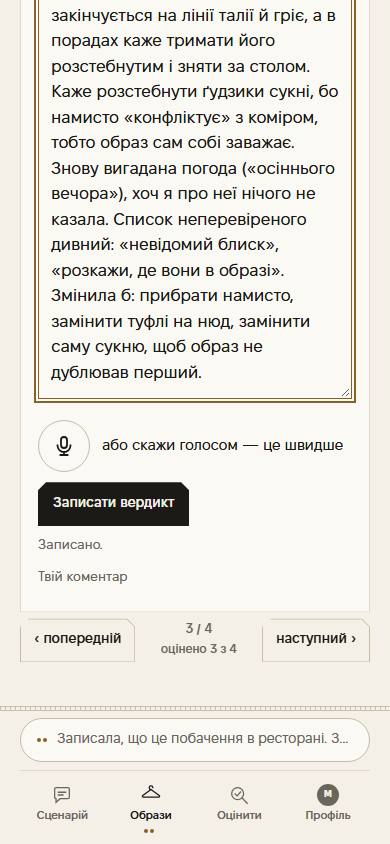 закінчується на лінії талії й гріє, а в
порадах каже тримати його
розстебнутим і зняти за столом.
Каже розстебнути ґудзики сукні, бо
намисто «конфліктує» з коміром,
тобто образ сам собі заважає.
Знову вигадана погода («осіннього
вечора»), хоч я про неї нічого не
казала. Список неперевіреного
дивний: «невідомий блиск»,
«розкажи, де вони в образі».
Змінила б: прибрати намисто,
замінити туфлі на нюд, замінити
саму сукню, щоб образ не
дублював перший.
або скажи голосом — це швидше
Записати вердикт
Записано.
Твій коментар
‹ попередній
3 / 4
оцінено 3 з 4
наступний ›
Записала, що це побачення в ресторані. З...
Сценарій
Образи
Оцінити
М
Профіль